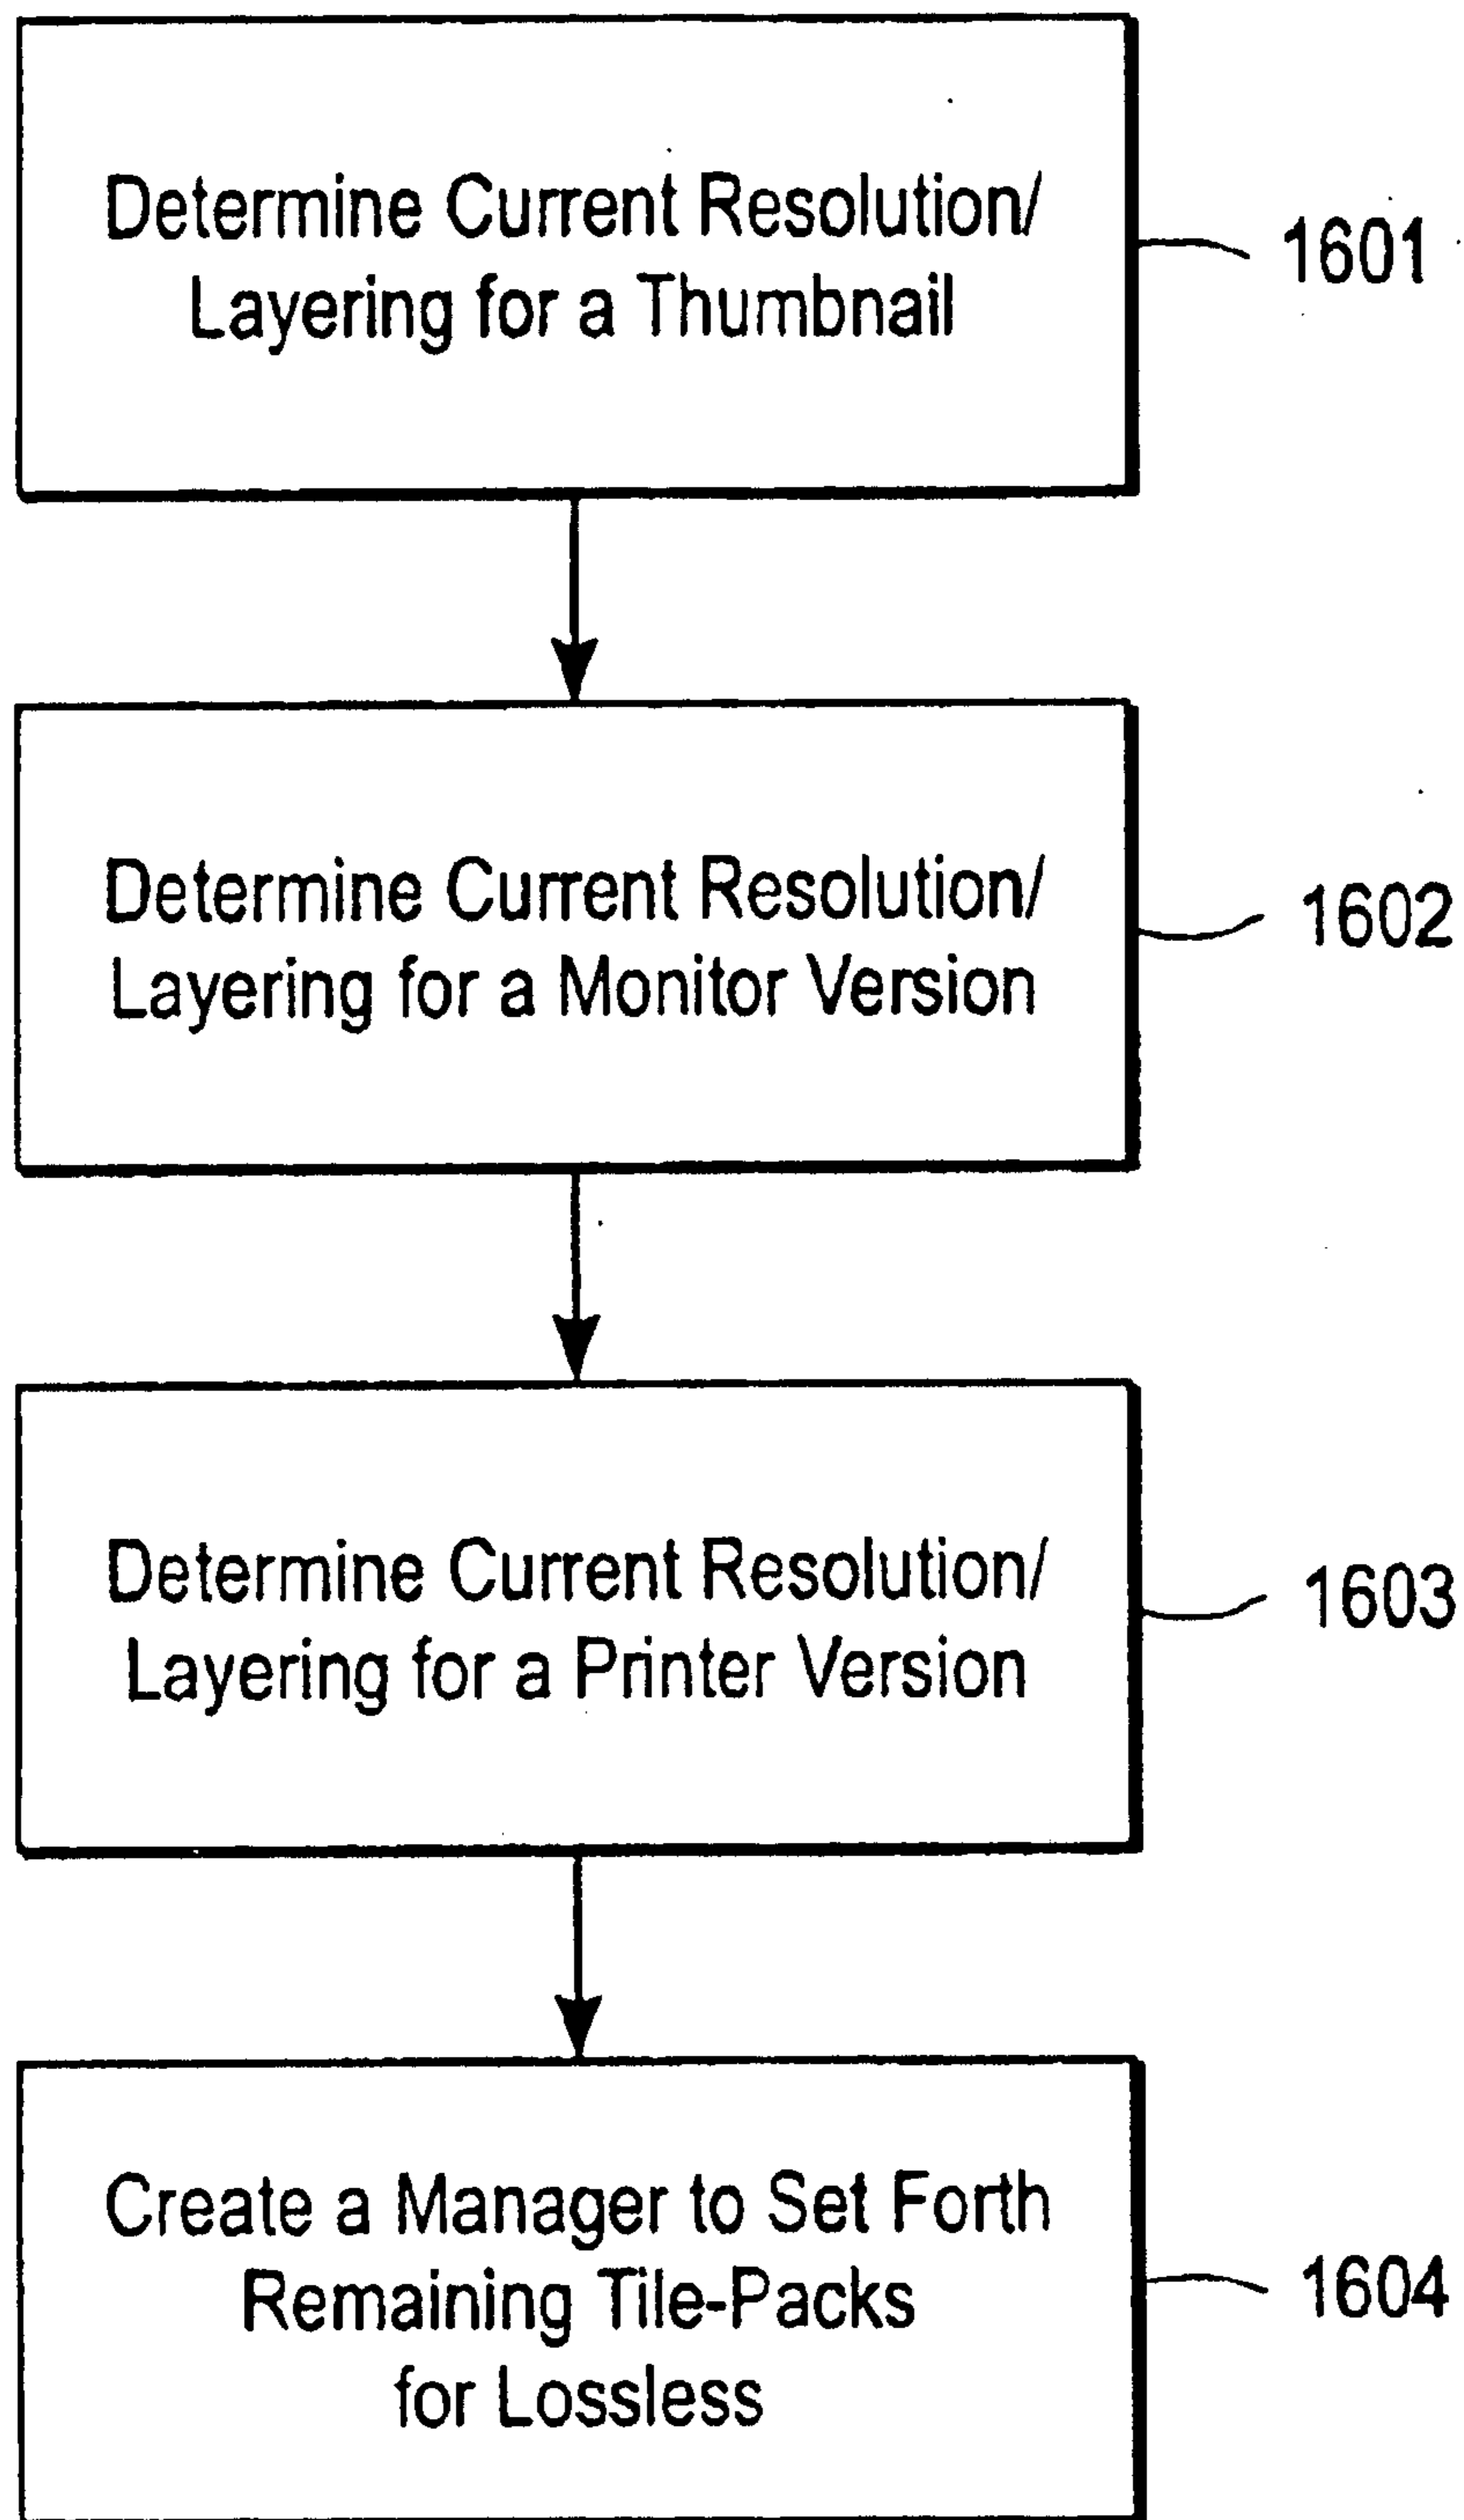 Determine Current Resolution/
Layering for a Thumbnail
1601
Determine Current Resolution/
Layering for a Monitor Version
1602
Determine Current Resolution/
Layering for a Printer Version
1603
Create a Manager to Set Forth
Remaining Tile-Packs
for Lossless
1604